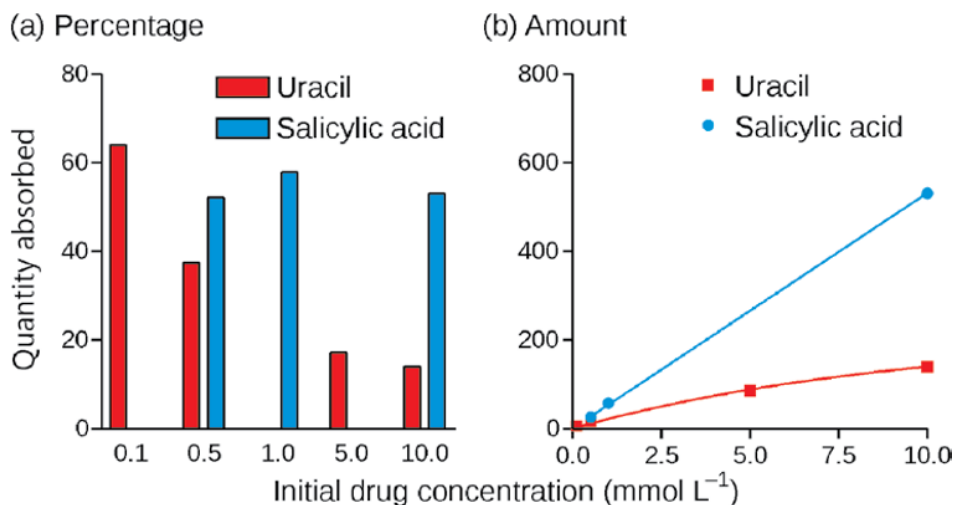 (a) Percentage
80
60
40
20
0
Quantity absorbed
Uracil
Salicylic acid
0.1 0.5 1.0 5.0 10.0
(b) Amount
800
600
400
200
0
Uracil
Salicylic acid
0.0 2.5 5.0 7.5 10.0
Initial drug concentration (mmol L⁻¹)